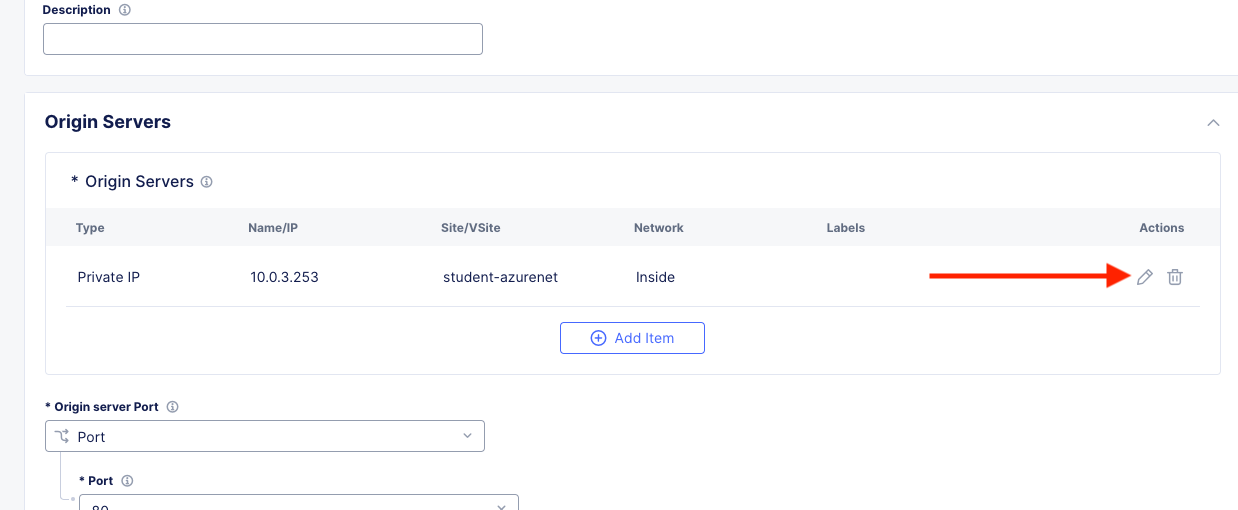 Description
Origin Servers
* Origin Servers
Type Name/IP Site/VSite Network Labels Actions
Private IP 10.0.3.253 student-azurenet Inside
Add Item
* Origin server Port
Port
* Port
80